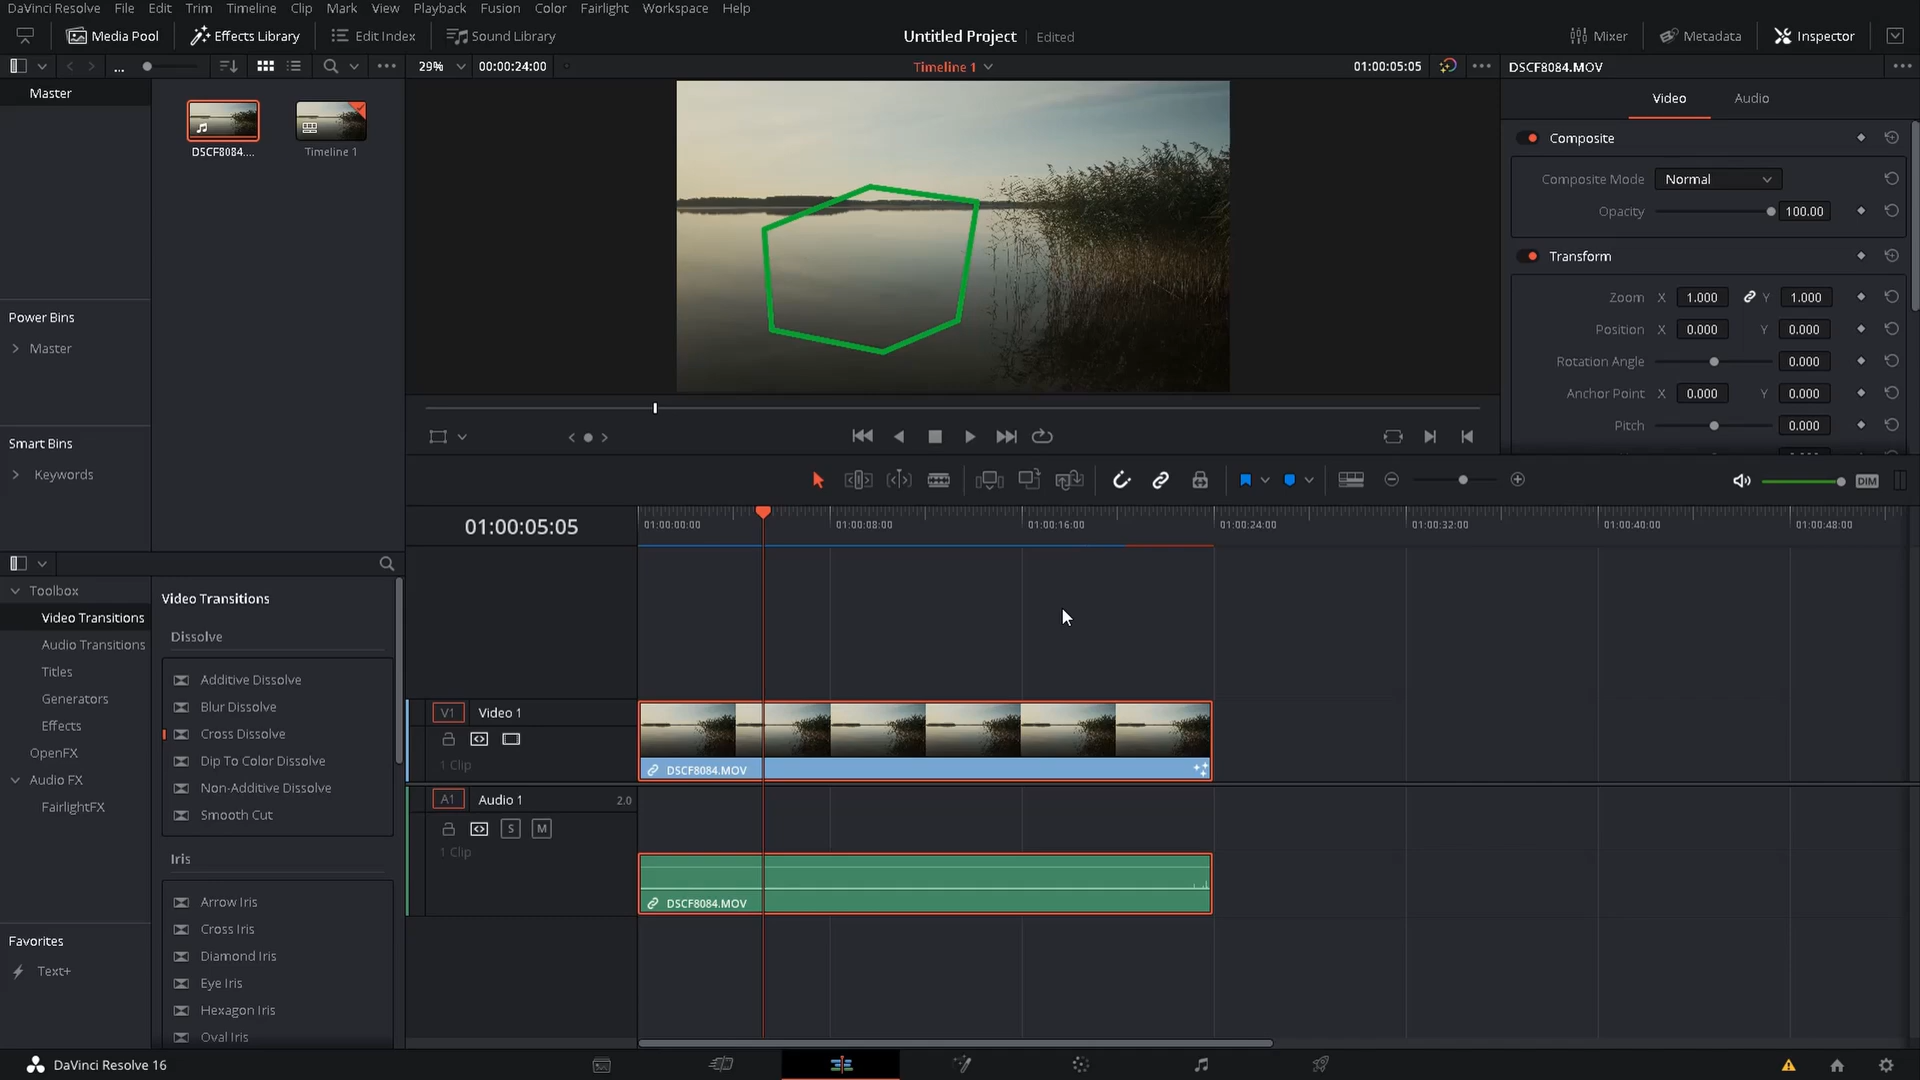 DaVinci Resolve File Edit Trim Timeline Clip Mark View Playback Fusion Color Fairlight Workspace Help
Media Pool Effects Library Edit Index Sound Library Untitled Project Edited Mixer Metadata Inspector
... 29% 00:00:24:00 Timeline 1 01:00:05:05 DSCF8084.MOV
Master
Video Audio
DSCF8084.... Timeline 1
Composite
Composite Mode Normal
Opacity 100.00
Transform
Zoom X 1.000 Y 1.000
Position X 0.000 Y 0.000
Rotation Angle 0.000
Anchor Point X 0.000 Y 0.000
Pitch 0.000
Power Bins
Master
Smart Bins
Keywords
DIM
01:00:05:05
01:00:00:00 01:00:08:00 01:00:16:00 01:00:24:00 01:00:32:00 01:00:40:00 01:00:48:00
Toolbox
Video Transitions
Audio Transitions
Titles
Generators
Effects
OpenFX
Audio FX
FairlightFX
Favorites
Text+
Video Transitions
Dissolve
Additive Dissolve
Blur Dissolve
Cross Dissolve
Dip To Color Dissolve
Non-Additive Dissolve
Smooth Cut
Iris
Arrow Iris
Cross Iris
Diamond Iris
Eye Iris
Hexagon Iris
Oval Iris
V1 Video 1
1 Clip
DSCF8084.MOV
A1 Audio 1 2.0
S M
1 Clip
DSCF8084.MOV
DaVinci Resolve 16